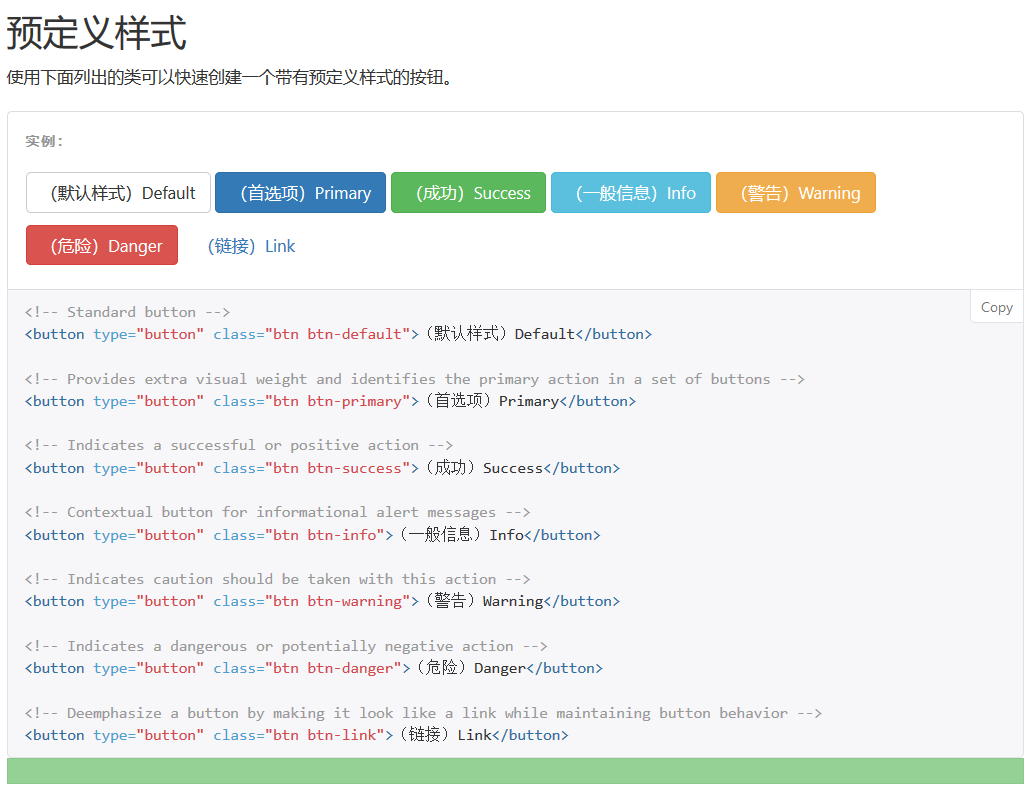 预定义样式
使用下面列出的类可以快速创建一个带有预定义样式的按钮。
实例：
（默认样式）Default （首选项）Primary （成功）Success （一般信息）Info （警告）Warning
（危险）Danger （链接）Link
Copy
<!-- Standard button -->
<button type="button" class="btn btn-default">（默认样式）Default</button>
<!-- Provides extra visual weight and identifies the primary action in a set of buttons -->
<button type="button" class="btn btn-primary">（首选项）Primary</button>
<!-- Indicates a successful or positive action -->
<button type="button" class="btn btn-success">（成功）Success</button>
<!-- Contextual button for informational alert messages -->
<button type="button" class="btn btn-info">（一般信息）Info</button>
<!-- Indicates caution should be taken with this action -->
<button type="button" class="btn btn-warning">（警告）Warning</button>
<!-- Indicates a dangerous or potentially negative action -->
<button type="button" class="btn btn-danger">（危险）Danger</button>
<!-- Deemphasize a button by making it look like a link while maintaining button behavior -->
<button type="button" class="btn btn-link">（链接）Link</button>